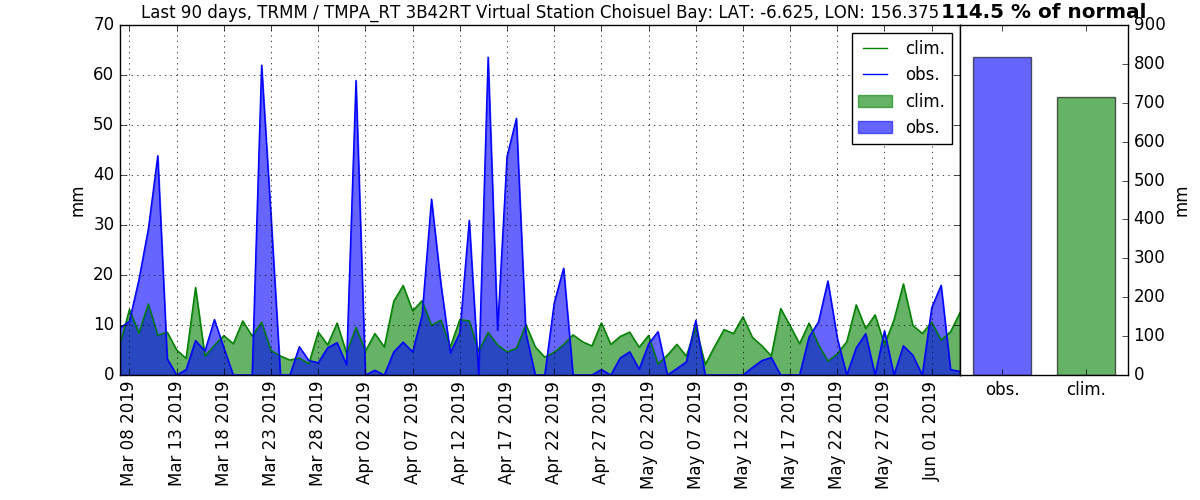 Last 90 days, TRMM / TMPA_RT 3B42RT Virtual Station Choisuel Bay: LAT: -6.625, LON: 156.375
114.5 % of normal
70
60
50
40
30
20
10
0
mm
clim.
obs.
clim.
obs.
900
800
700
600
500
400
300
200
100
0
mm
Mar 08 2019
Mar 13 2019
Mar 18 2019
Mar 23 2019
Mar 28 2019
Apr 02 2019
Apr 07 2019
Apr 12 2019
Apr 17 2019
Apr 22 2019
Apr 27 2019
May 02 2019
May 07 2019
May 12 2019
May 17 2019
May 22 2019
May 27 2019
Jun 01 2019
obs.
clim.